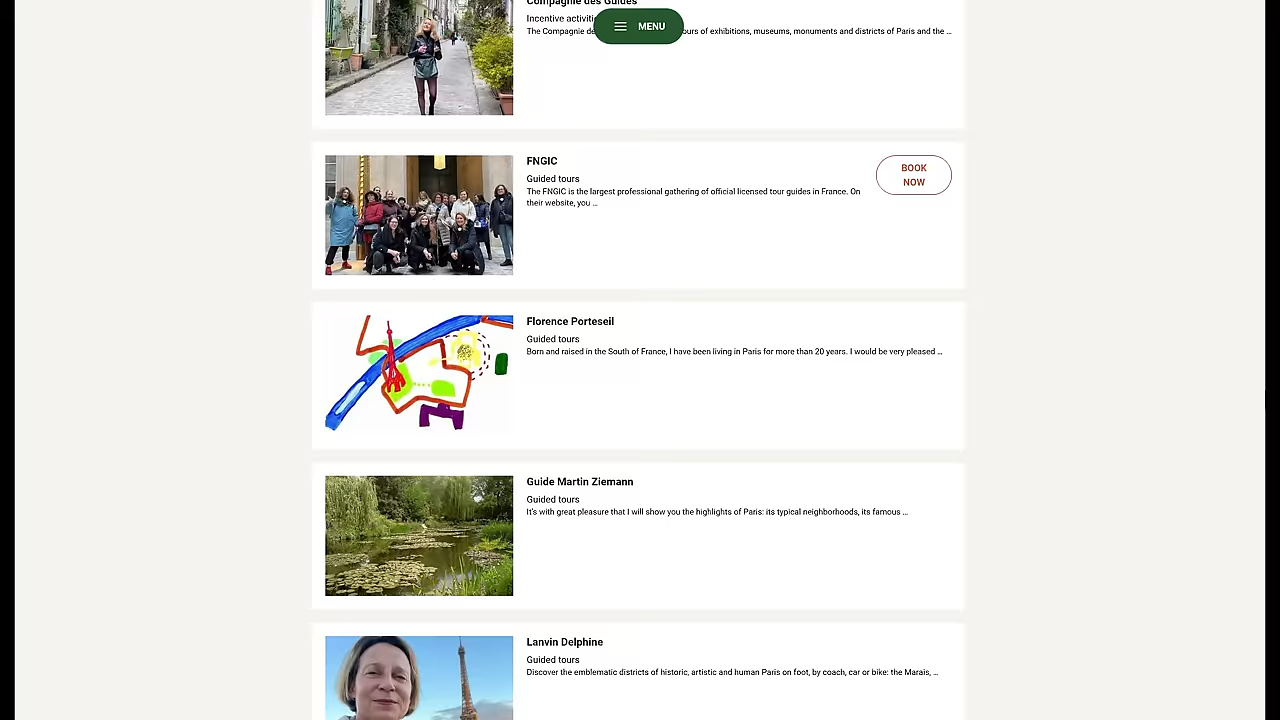 Compagnie des Guides
Incentive activiti
MENU
The Compagnie de
ours of exhibitions, museums, monuments and districts of Paris and the ...
FNGIC
Guided tours
The FNGIC is the largest professional gathering of official licensed tour guides in France. On
their website, you ...
BOOK
NOW
Florence Porteseil
Guided tours
Born and raised in the South of France, I have been living in Paris for more than 20 years. I would be very pleased ...
Guide Martin Ziemann
Guided tours
It's with great pleasure that I will show you the highlights of Paris: its typical neighborhoods, its famous ...
Lanvin Delphine
Guided tours
Discover the emblematic districts of historic, artistic and human Paris on foot, by coach, car or bike: the Marais, ...